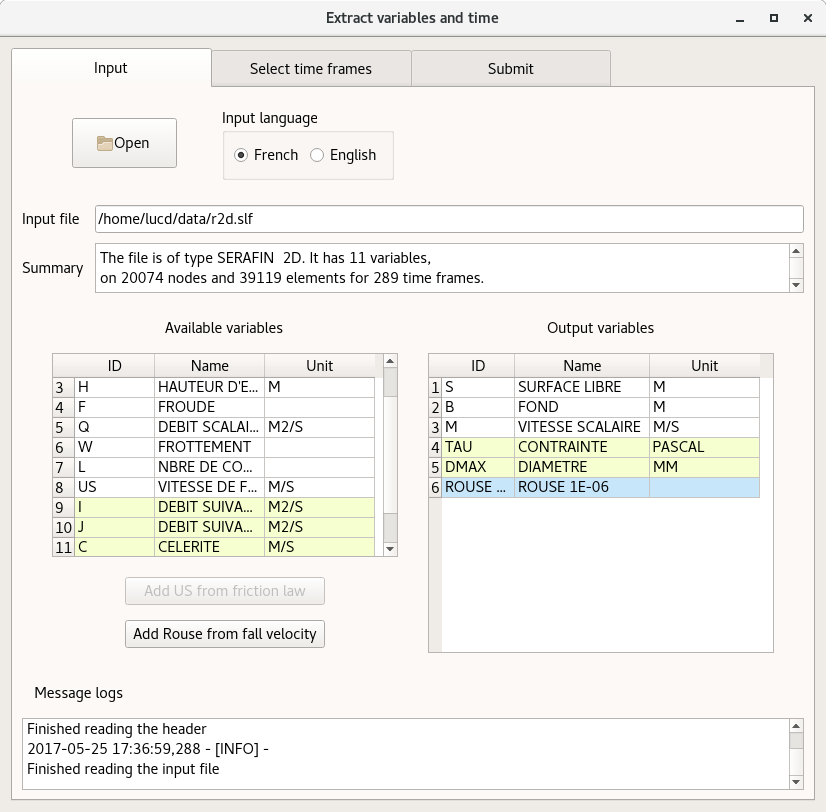 Extract variables and time
Input
Select time frames
Submit
Open
Input language
French
English
Input file
/home/lucd/data/r2d.slf
Summary
The file is of type SERAFIN  2D. It has 11 variables,
on 20074 nodes and 39119 elements for 289 time frames.
Available variables
ID Name Unit
3 H HAUTEUR D'E... M
4 F FROUDE
5 Q DEBIT SCALAI... M2/S
6 W FROTTEMENT
7 L NBRE DE CO...
8 US VITESSE DE F... M/S
9 I DEBIT SUIVA... M2/S
10 J DEBIT SUIVA... M2/S
11 C CELERITE M/S
Add US from friction law
Add Rouse from fall velocity
Output variables
ID Name Unit
1 S SURFACE LIBRE M
2 B FOND M
3 M VITESSE SCALAIRE M/S
4 TAU CONTRAINTE PASCAL
5 DMAX DIAMETRE MM
6 ROUSE ... ROUSE 1E-06
Message logs
Finished reading the header
2017-05-25 17:36:59,288 - [INFO] -
Finished reading the input file